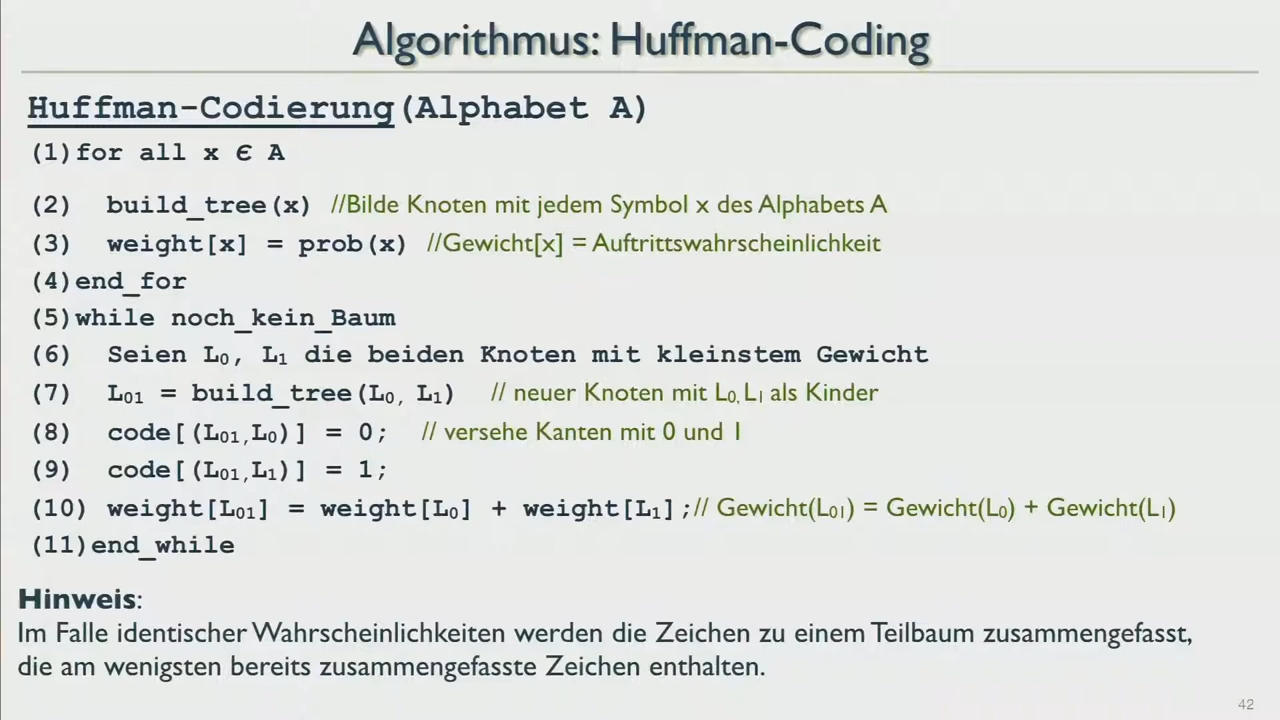 Algorithmus: Huffman-Coding
Huffman-Codierung(Alphabet A)
(1)for all x ∈ A
(2) build_tree(x) //Bilde Knoten mit jedem Symbol x des Alphabets A
(3) weight[x] = prob(x) //Gewicht[x] = Auftrittswahrscheinlichkeit
(4)end_for
(5)while noch_kein_Baum
(6) Seien L₀, L₁ die beiden Knoten mit kleinstem Gewicht
(7) L₀₁ = build_tree(L₀, L₁) // neuer Knoten mit L₀,L₁ als Kinder
(8) code[(L₀₁,L₀)] = 0; // versehe Kanten mit 0 und 1
(9) code[(L₀₁,L₁)] = 1;
(10) weight[L₀₁] = weight[L₀] + weight[L₁];// Gewicht(L₀₁) = Gewicht(L₀) + Gewicht(L₁)
(11)end_while
Hinweis:
Im Falle identischer Wahrscheinlichkeiten werden die Zeichen zu einem Teilbaum zusammengefasst,
die am wenigsten bereits zusammengefasste Zeichen enthalten.
42